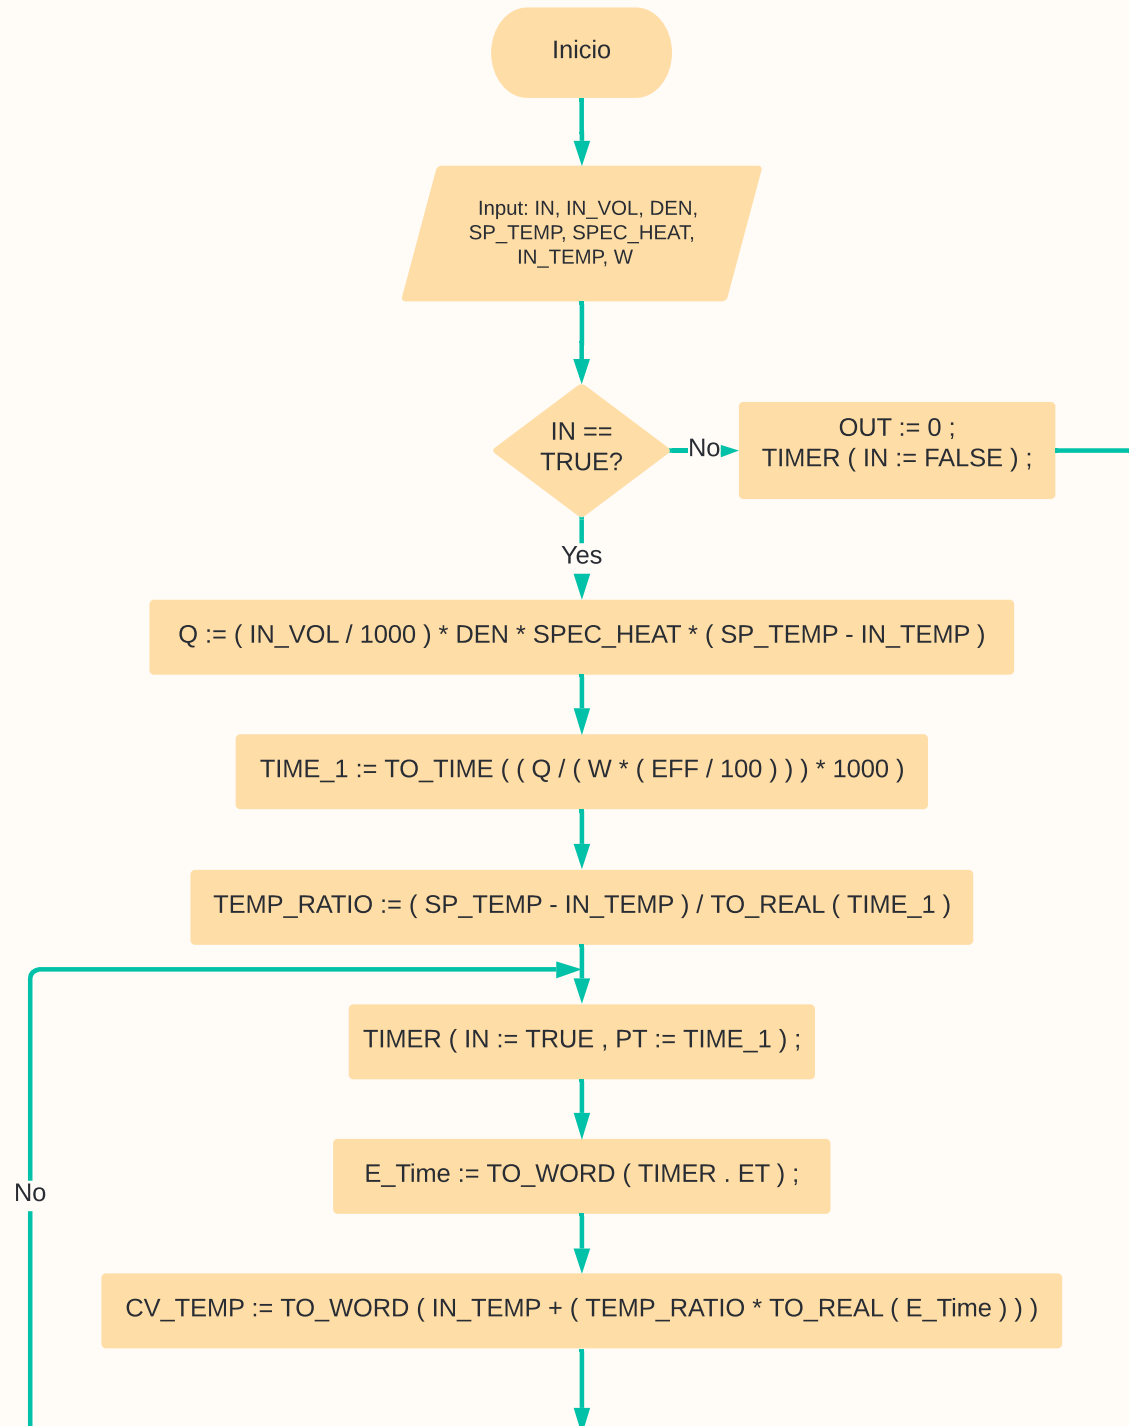 Inicio
Input: IN, IN_VOL, DEN,
SP_TEMP, SPEC_HEAT,
IN_TEMP, W
IN ==
TRUE?
No
OUT := 0 ;
TIMER ( IN := FALSE ) ;
Yes
Q := ( IN_VOL / 1000 ) * DEN * SPEC_HEAT * ( SP_TEMP - IN_TEMP )
TIME_1 := TO_TIME ( ( Q / ( W * ( EFF / 100 ) ) ) * 1000 )
TEMP_RATIO := ( SP_TEMP - IN_TEMP ) / TO_REAL ( TIME_1 )
TIMER ( IN := TRUE , PT := TIME_1 ) ;
E_Time := TO_WORD ( TIMER . ET ) ;
No
CV_TEMP := TO_WORD ( IN_TEMP + ( TEMP_RATIO * TO_REAL ( E_Time ) ) )